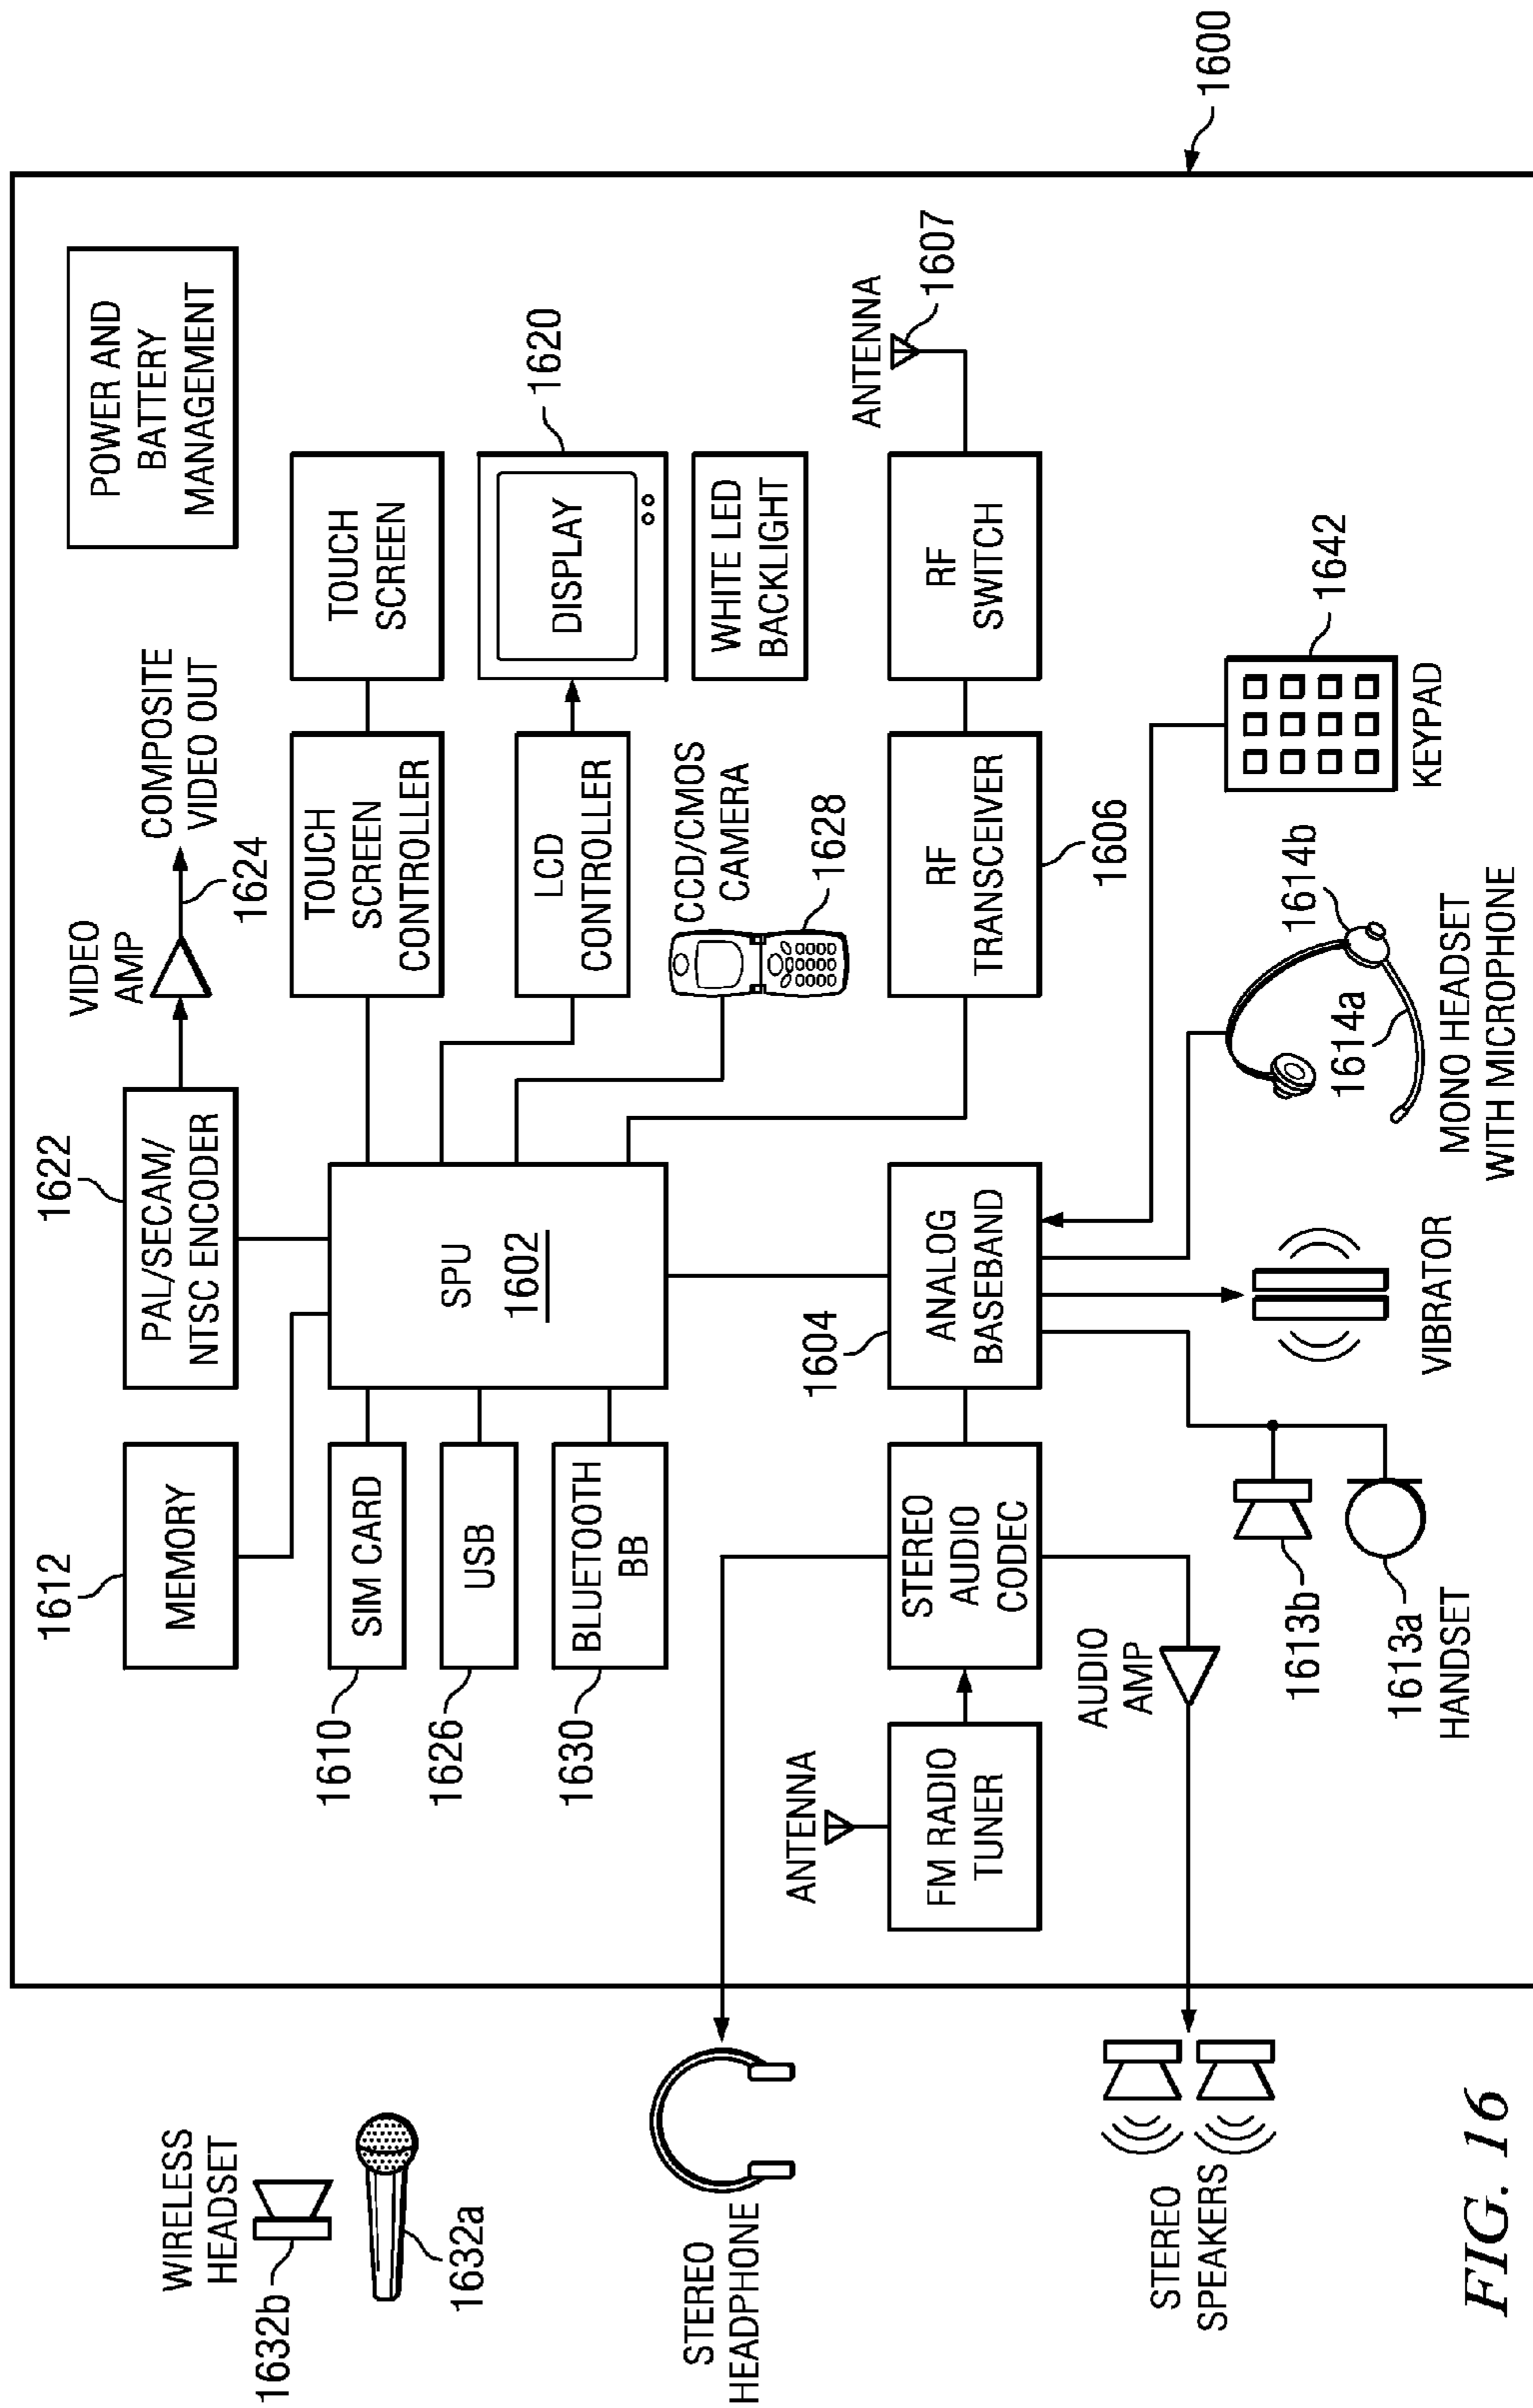 WIRELESS
HEADSET
1632b
1632a
STEREO
HEADPHONE
STEREO
SPEAKERS
1612
MEMORY
1622
PAL/SECAM/
NTSC ENCODER
VIDEO
AMP
1624
COMPOSITE
VIDEO OUT
POWER AND
BATTERY
MANAGEMENT
1610
SIM CARD
1626
USB
1630
BLUETOOTH
BB
SPU
1602
TOUCH
SCREEN
CONTROLLER
TOUCH
SCREEN
LCD
CONTROLLER
DISPLAY
1620
CCD/CMOS
CAMERA
1628
WHITE LED
BACKLIGHT
ANTENNA
FM RADIO
TUNER
STEREO
AUDIO
CODEC
1604
ANALOG
BASEBAND
RF
TRANSCEIVER
1606
RF
SWITCH
ANTENNA
1607
AUDIO
AMP
1613b
1613a
HANDSET
VIBRATOR
1614a
1614b
MONO HEADSET
WITH MICROPHONE
1642
KEYPAD
1600
FIG. 16